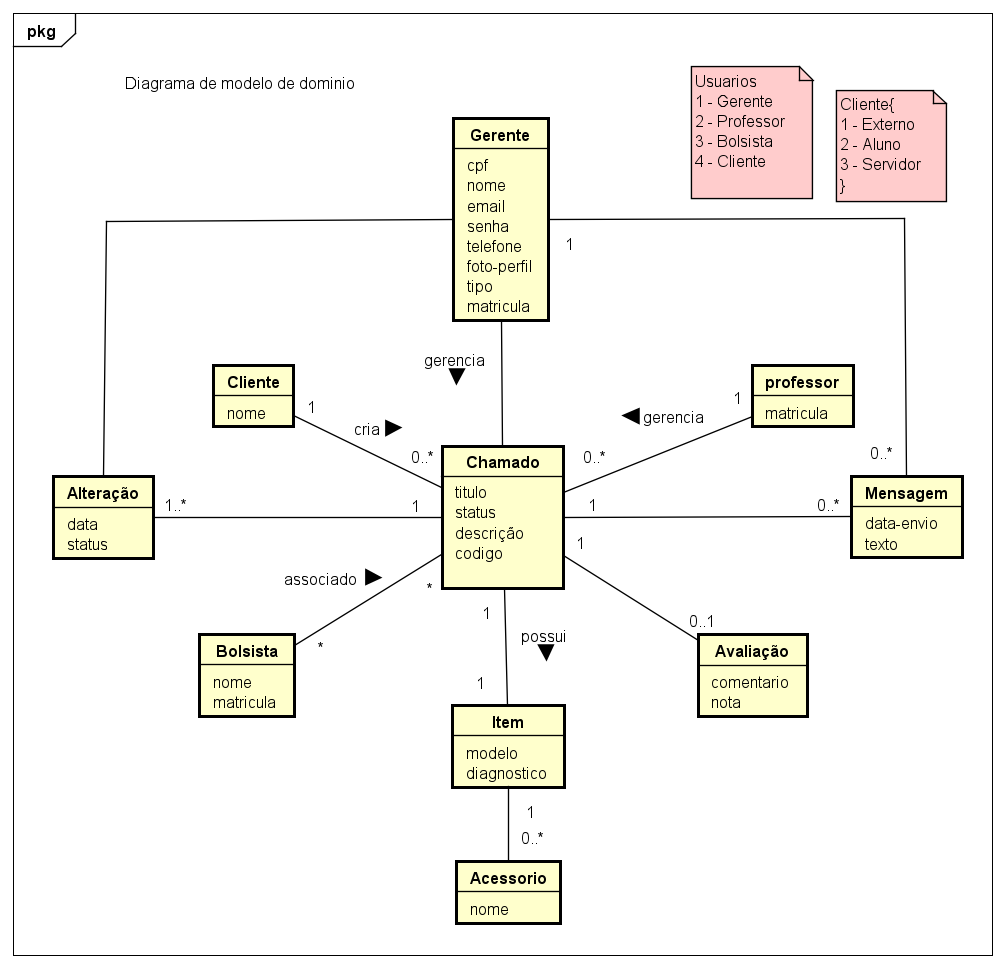 pkg
Diagrama de modelo de dominio
Usuarios
1 - Gerente
2 - Professor
3 - Bolsista
4 - Cliente
Cliente{
1 - Externo
2 - Aluno
3 - Servidor
}
Gerente
cpf
nome
email
senha
telefone
foto-perfil
tipo
matricula
1
gerencia
Cliente
nome
1
cria
0..*
professor
matricula
1
gerencia
0..*
0..*
Chamado
titulo
status
descrição
codigo
Alteração
data
status
1..*
1
Mensagem
data-envio
texto
1
0..*
1
associado
*
*
Bolsista
nome
matricula
1
possui
1
0..1
Avaliação
comentario
nota
Item
modelo
diagnostico
1
0..*
Acessorio
nome